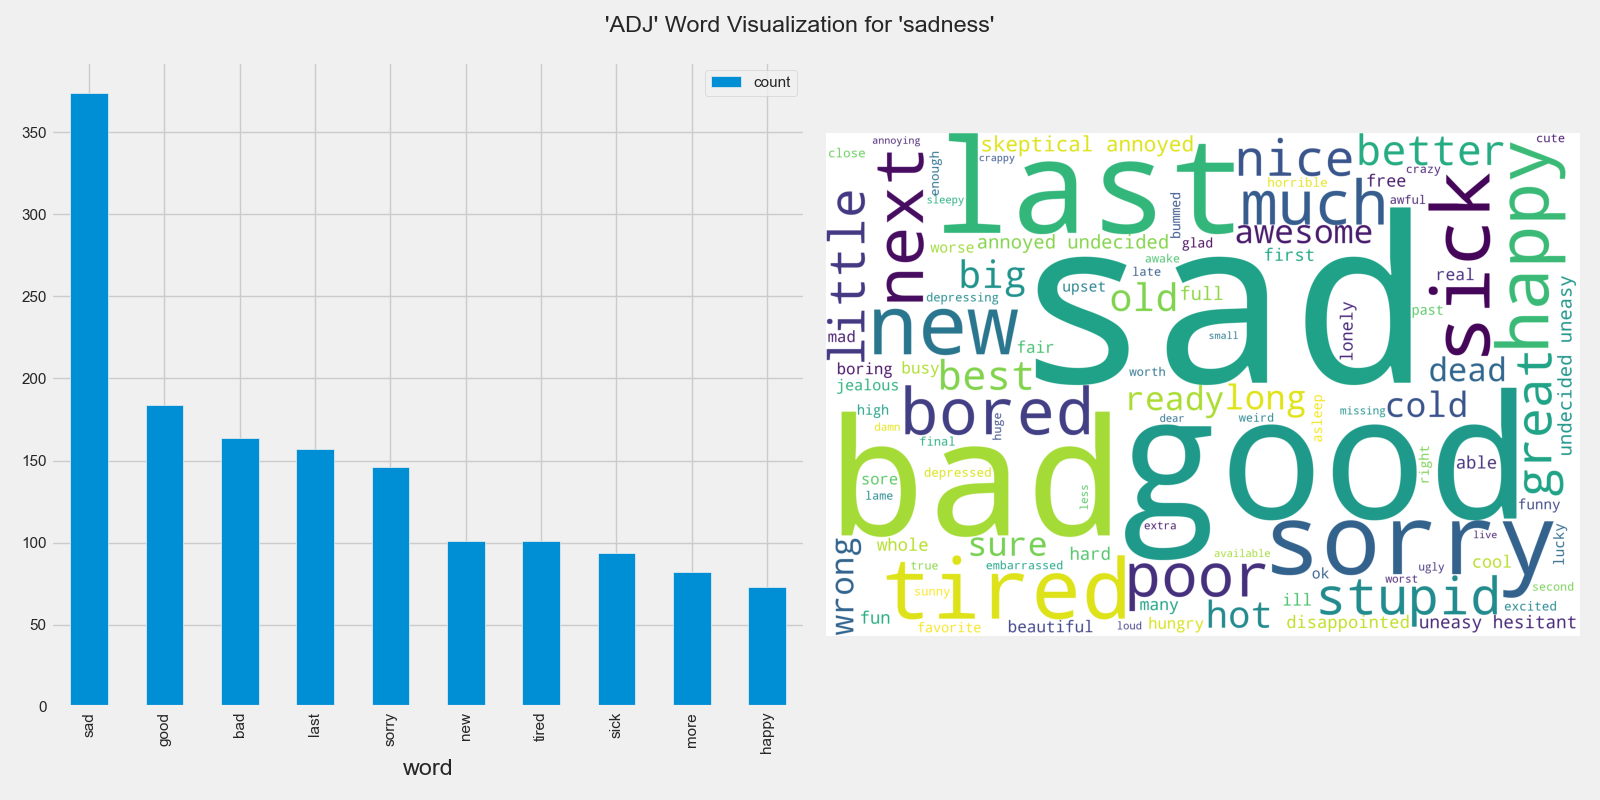 'ADJ' Word Visualization for 'sadness'
count
350
300
250
200
150
100
50
0
sad
good
bad
last
sorry
new
tired
sick
more
happy
word
close
annoying
enough
crappy
skeptical annoyed
nice
better
cute
crazy
free
horrible
awful
last
next
sleepy
bummed
much
sick
happy
little
worse
annoyed undecided
glad
awesome
first
awake
late
real
big
depressing
upset
old
full
sad
past
undecided uneasy
mad
new
fair
small
lonely
boring
busy
best
worth
dead
great
jealous
high
bored
huge
ready
long
asleep
missing
cold
damn
final
dear
weird
bad
good
right
able
sore
depressed
less
lame
funny
extra
sorry
live
lucky
wrong
whole
sure
hard
available
true
embarrassed
poor
ok
worst
ugly
cool
second
tired
sunny
many
hot
ill
stupid
excited
fun
favorite
beautiful
loud
hungry
disappointed
uneasy hesitant